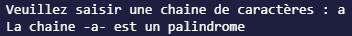 Veuillez saisir une chaine de caractères : a
La chaine -a- est un palindrome